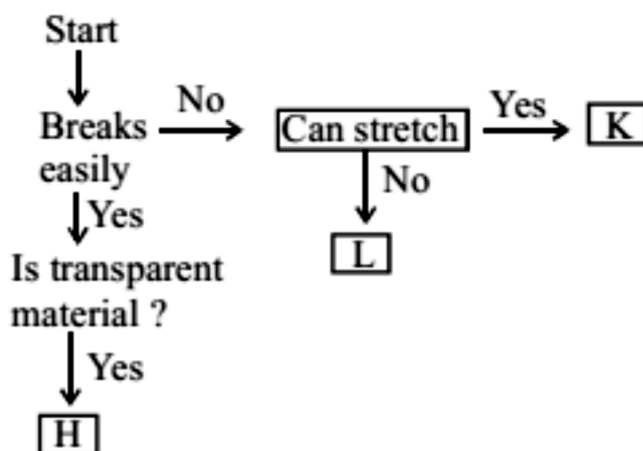 Start
Breaks easily
No
Can stretch
Yes
K
No
L
Yes
Is transparent
material ?
Yes
H